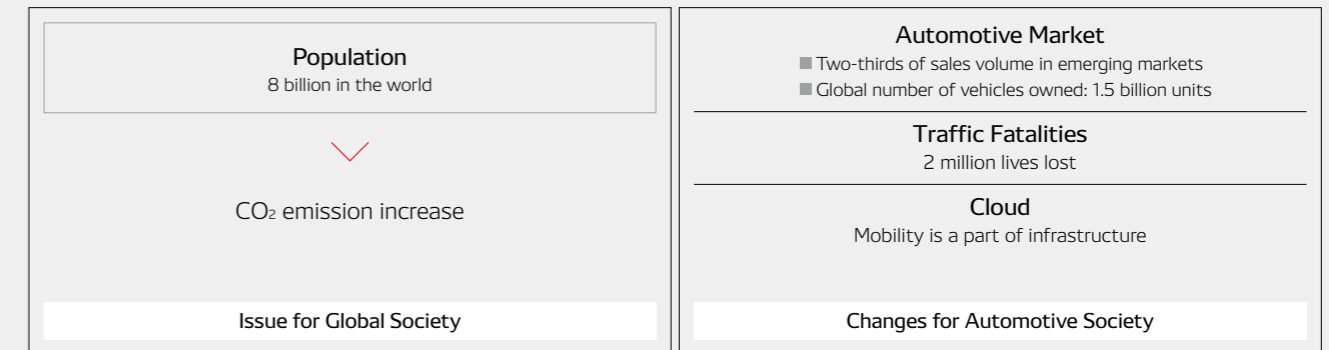 Population
8 billion in the world
CO₂ emission increase
Issue for Global Society
Automotive Market
■ Two-thirds of sales volume in emerging markets
■ Global number of vehicles owned: 1.5 billion units
Traffic Fatalities
2 million lives lost
Cloud
Mobility is a part of infrastructure
Changes for Automotive Society